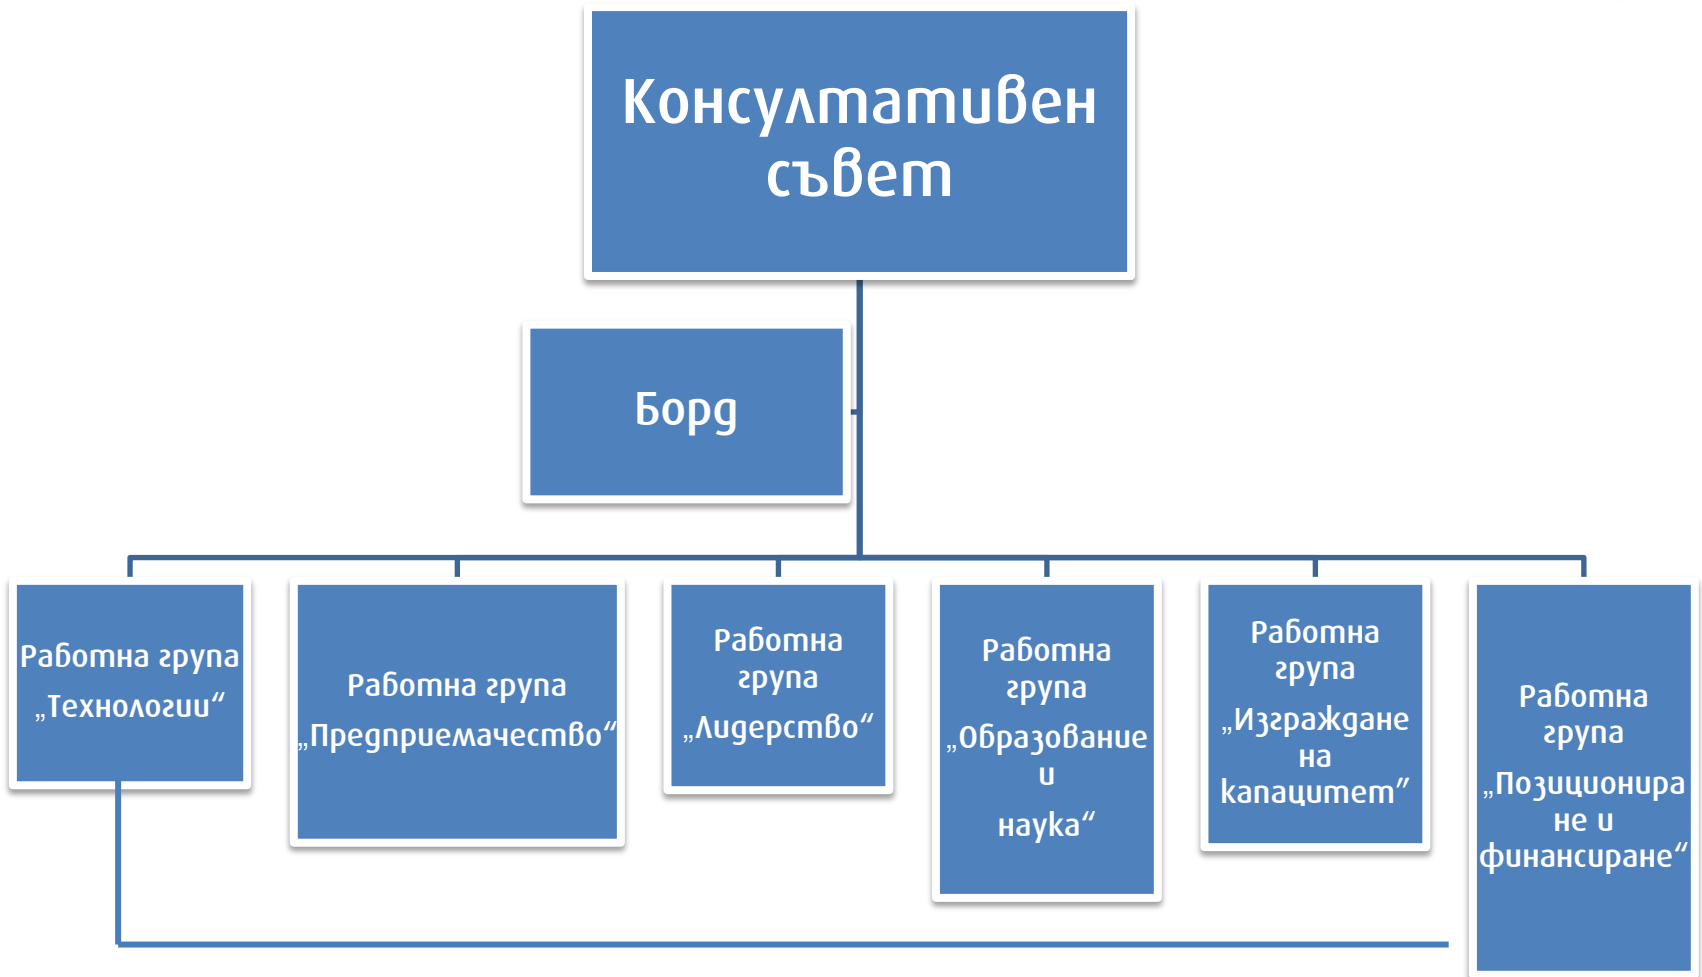 Консултативен
съвет
Борд
Работна група
„Технологии“
Работна група
„Предприемачество“
Работна
група
„Лидерство“
Работна
група
„Образование
и
наука“
Работна
група
„Изграждане
на
капацитет”
Работна
група
„Позиционира
не и
финансиране“